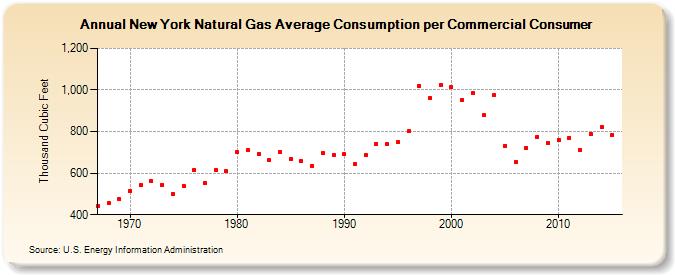 Annual New York Natural Gas Average Consumption per Commercial Consumer
Thousand Cubic Feet
1,200
1,000
800
600
400
1970 1980 1990 2000 2010
Source: U.S. Energy Information Administration